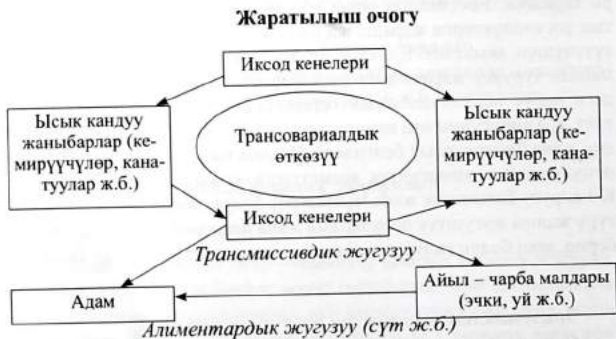 Жаратылыш очогу
Иксод кенелери
Ысык кандуу
жаныбарлар (ке-
мирүүчүлөр, кана-
туулар ж.б.)
Трансовариалдык
өткөзүү
Ысык кандуу
жаныбарлар (ке-
мирүүчүлөр, кана-
туулар ж.б.)
Иксод кенелери
Трансмиссивдик жугузуу
Адам
Айыл – чарба малдары
(эчки, уй ж.б.)
Алиментардык жугузуу (сүт ж.б.)